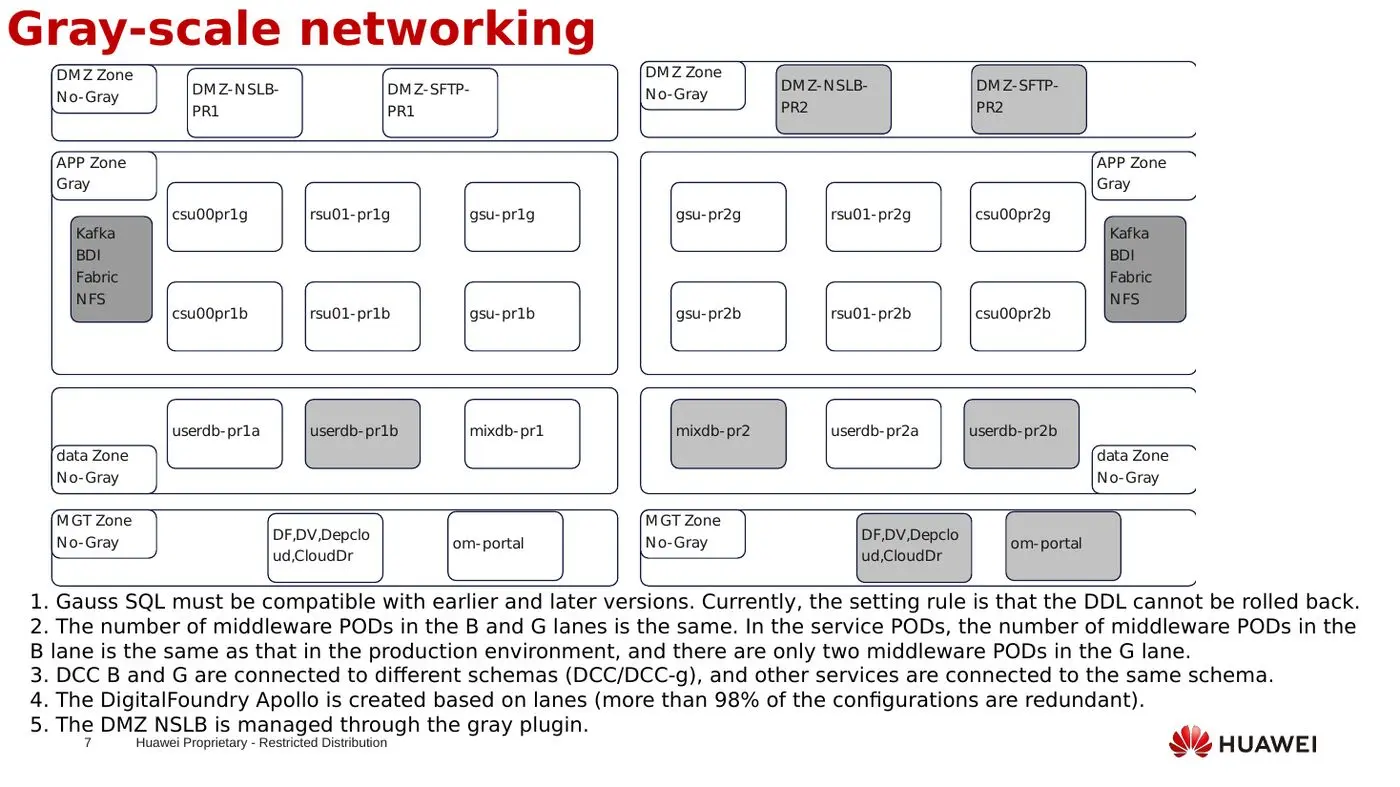 Gray-scale networking
DMZ Zone
No-Gray
DMZ-NSLB-
PR1
DMZ-SFTP-
PR1
DMZ Zone
No-Gray
DMZ-NSLB-
PR2
DMZ-SFTP-
PR2
APP Zone
Gray
Kafka
BDI
Fabric
NFS
csu00pr1g
rsu01-pr1g
gsu-pr1g
csu00pr1b
rsu01-pr1b
gsu-pr1b
gsu-pr2g
rsu01-pr2g
csu00pr2g
gsu-pr2b
rsu01-pr2b
csu00pr2b
APP Zone
Gray
Kafka
BDI
Fabric
NFS
userdb-pr1a
userdb-pr1b
mixdb-pr1
data Zone
No-Gray
mixdb-pr2
userdb-pr2a
userdb-pr2b
data Zone
No-Gray
MGT Zone
No-Gray
DF,DV,Depclo
ud,CloudDr
om-portal
MGT Zone
No-Gray
DF,DV,Depclo
ud,CloudDr
om-portal
1. Gauss SQL must be compatible with earlier and later versions. Currently, the setting rule is that the DDL cannot be rolled back.
2. The number of middleware PODs in the B and G lanes is the same. In the service PODs, the number of middleware PODs in the
B lane is the same as that in the production environment, and there are only two middleware PODs in the G lane.
3. DCC B and G are connected to different schemas (DCC/DCC-g), and other services are connected to the same schema.
4. The DigitalFoundry Apollo is created based on lanes (more than 98% of the configurations are redundant).
5. The DMZ NSLB is managed through the gray plugin.
7 Huawei Proprietary - Restricted Distribution
HUAWEI